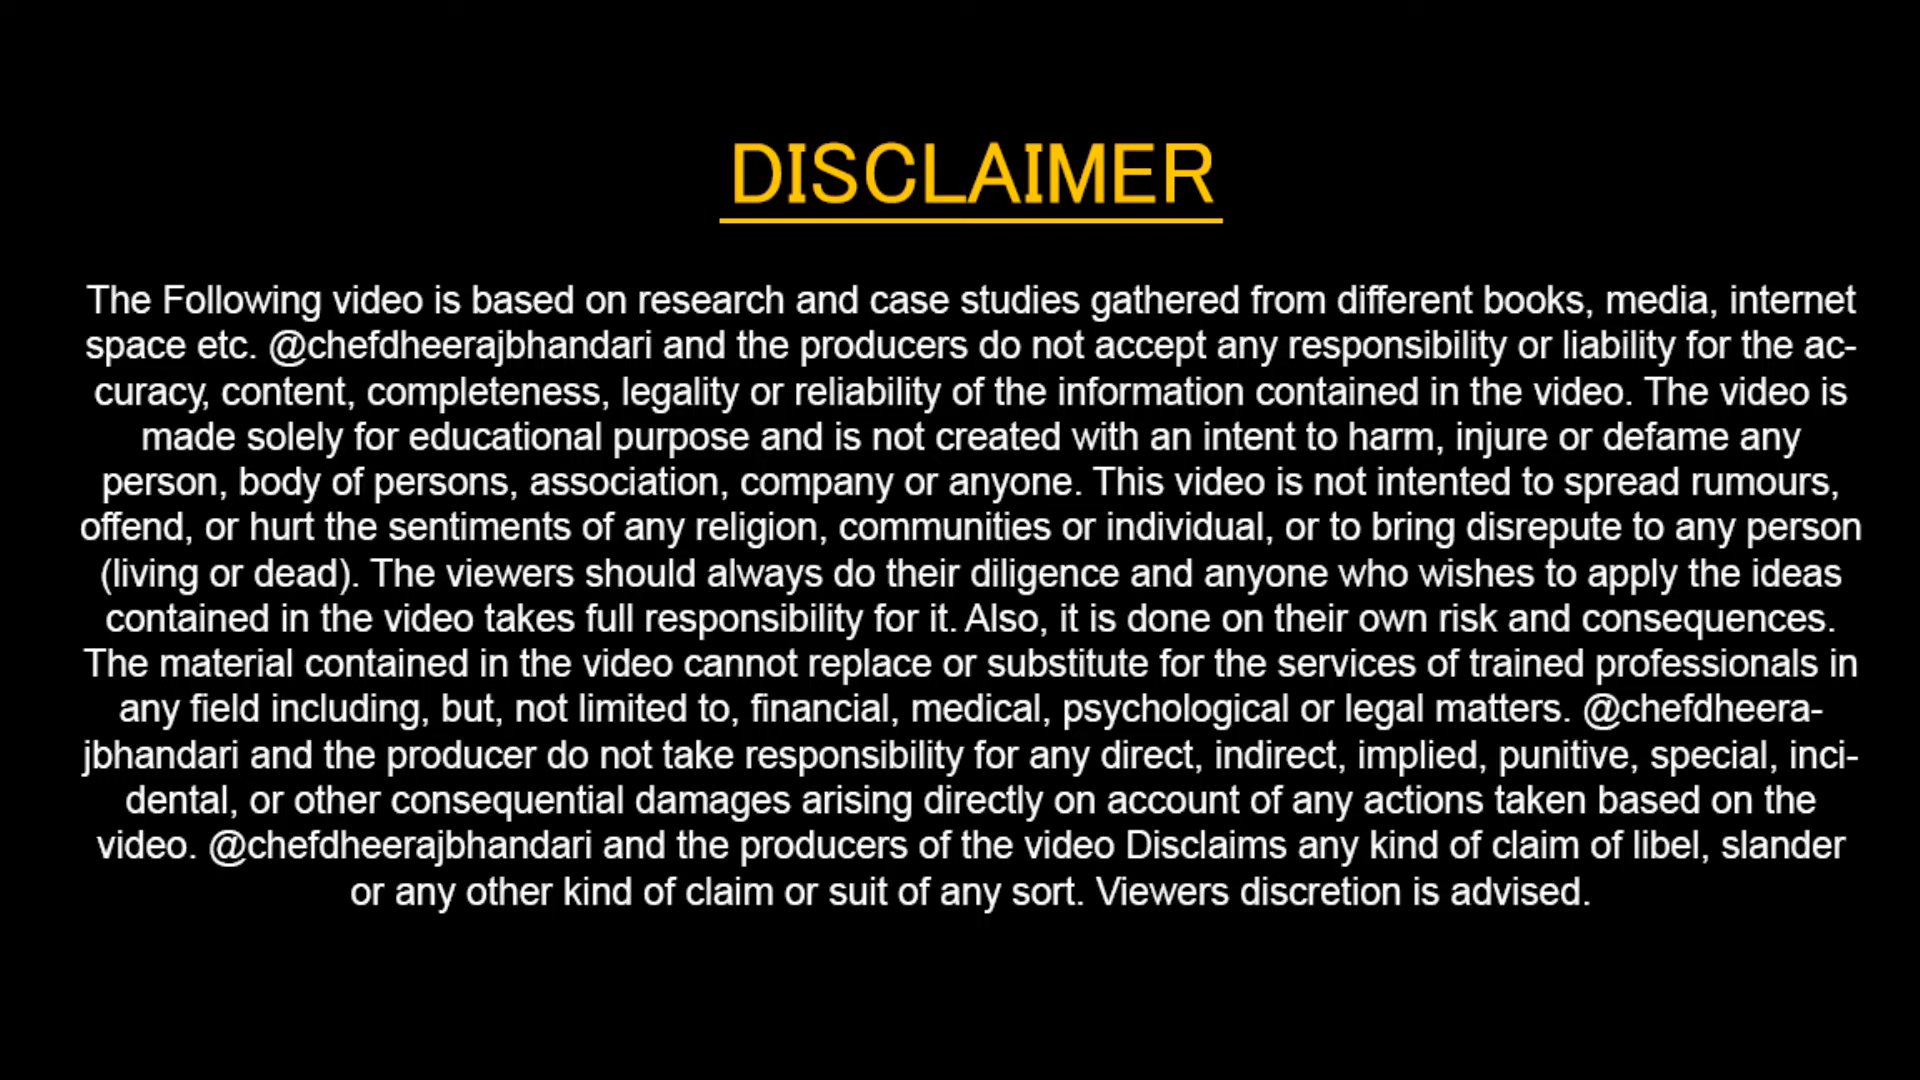 DISCLAIMER
The Following video is based on research and case studies gathered from different books, media, internet
space etc. @chefdheerajbhandari and the producers do not accept any responsibility or liability for the ac-
curacy, content, completeness, legality or reliability of the information contained in the video. The video is
made solely for educational purpose and is not created with an intent to harm, injure or defame any
person, body of persons, association, company or anyone. This video is not intented to spread rumours,
offend, or hurt the sentiments of any religion, communities or individual, or to bring disrepute to any person
(living or dead). The viewers should always do their diligence and anyone who wishes to apply the ideas
contained in the video takes full responsibility for it. Also, it is done on their own risk and consequences.
The material contained in the video cannot replace or substitute for the services of trained professionals in
any field including, but, not limited to, financial, medical, psychological or legal matters. @chefdheera-
jbhandari and the producer do not take responsibility for any direct, indirect, implied, punitive, special, inci-
dental, or other consequential damages arising directly on account of any actions taken based on the
video. @chefdheerajbhandari and the producers of the video Disclaims any kind of claim of libel, slander
or any other kind of claim or suit of any sort. Viewers discretion is advised.